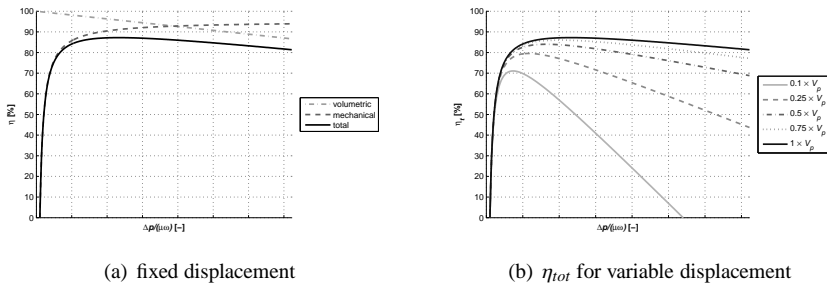 100
90
80
70
60
50
40
30
20
10
0
η [%]
Δp/(μω) [−]
volumetric
mechanical
total
(a) fixed displacement
100
90
80
70
60
50
40
30
20
10
0
η_t [%]
Δp/(μω) [−]
0.1 × V_p
0.25 × V_p
0.5 × V_p
0.75 × V_p
1 × V_p
(b) η_tot for variable displacement